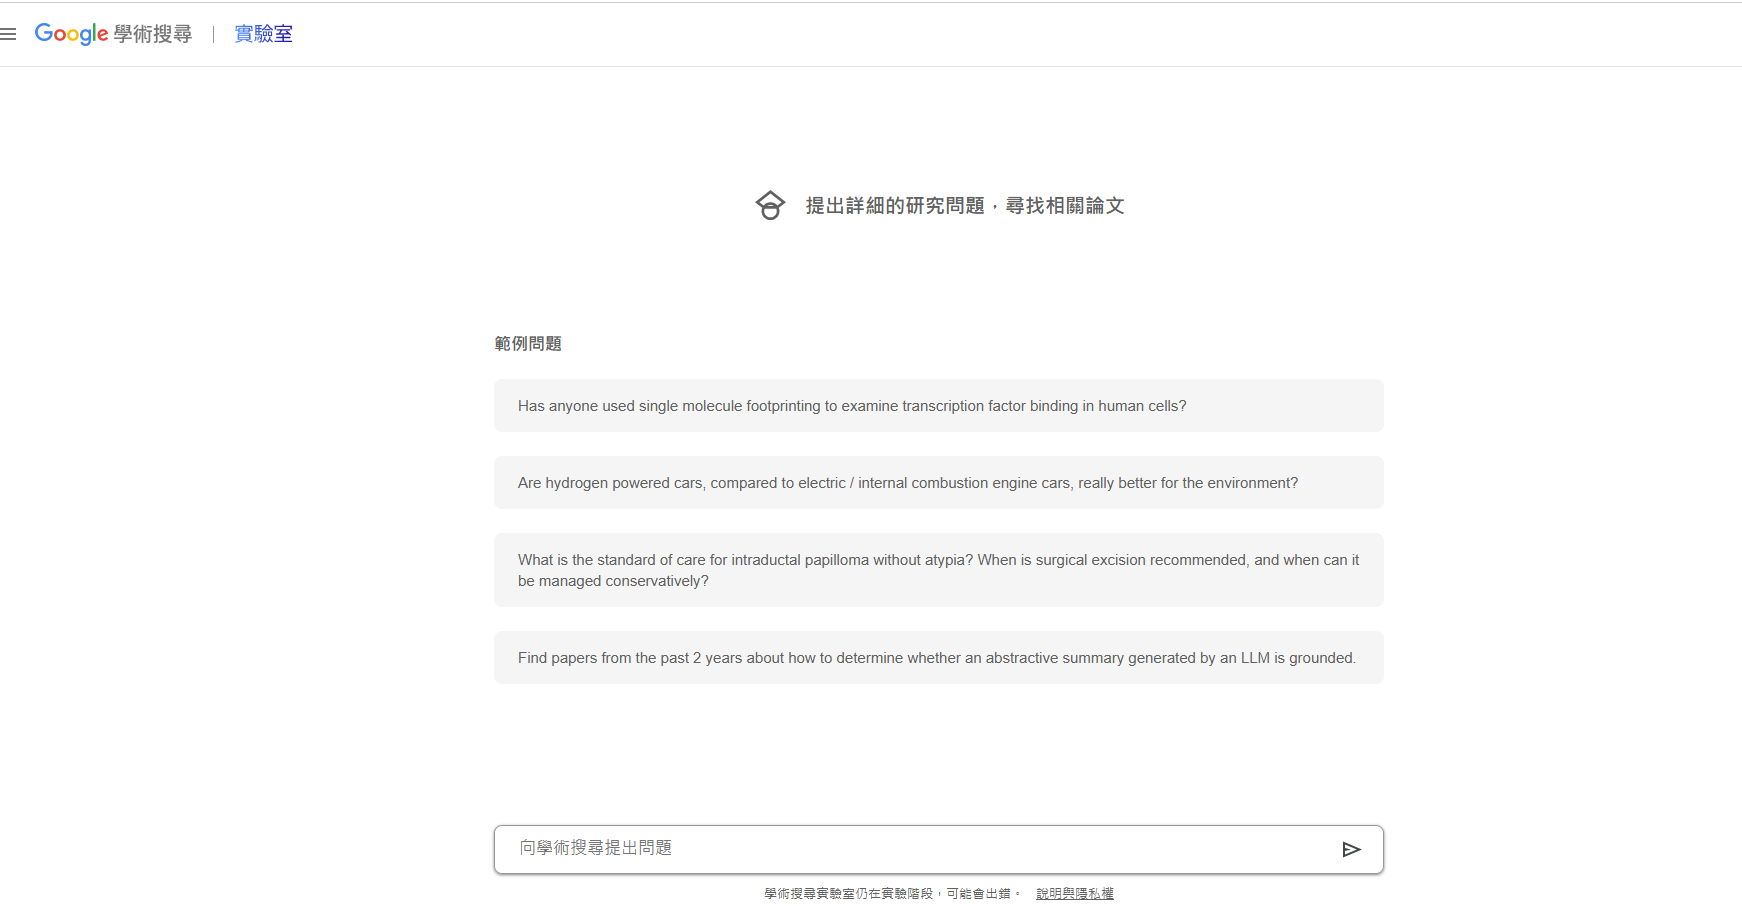 Google 學術搜尋 | 實驗室
提出詳細的研究問題，尋找相關論文
範例問題
Has anyone used single molecule footprinting to examine transcription factor binding in human cells?
Are hydrogen powered cars, compared to electric / internal combustion engine cars, really better for the environment?
What is the standard of care for intraductal papilloma without atypia? When is surgical excision recommended, and when can it
be managed conservatively?
Find papers from the past 2 years about how to determine whether an abstractive summary generated by an LLM is grounded.
向學術搜尋提出問題
學術搜尋實驗室仍在實驗階段，可能會出錯。 說明與隱私權